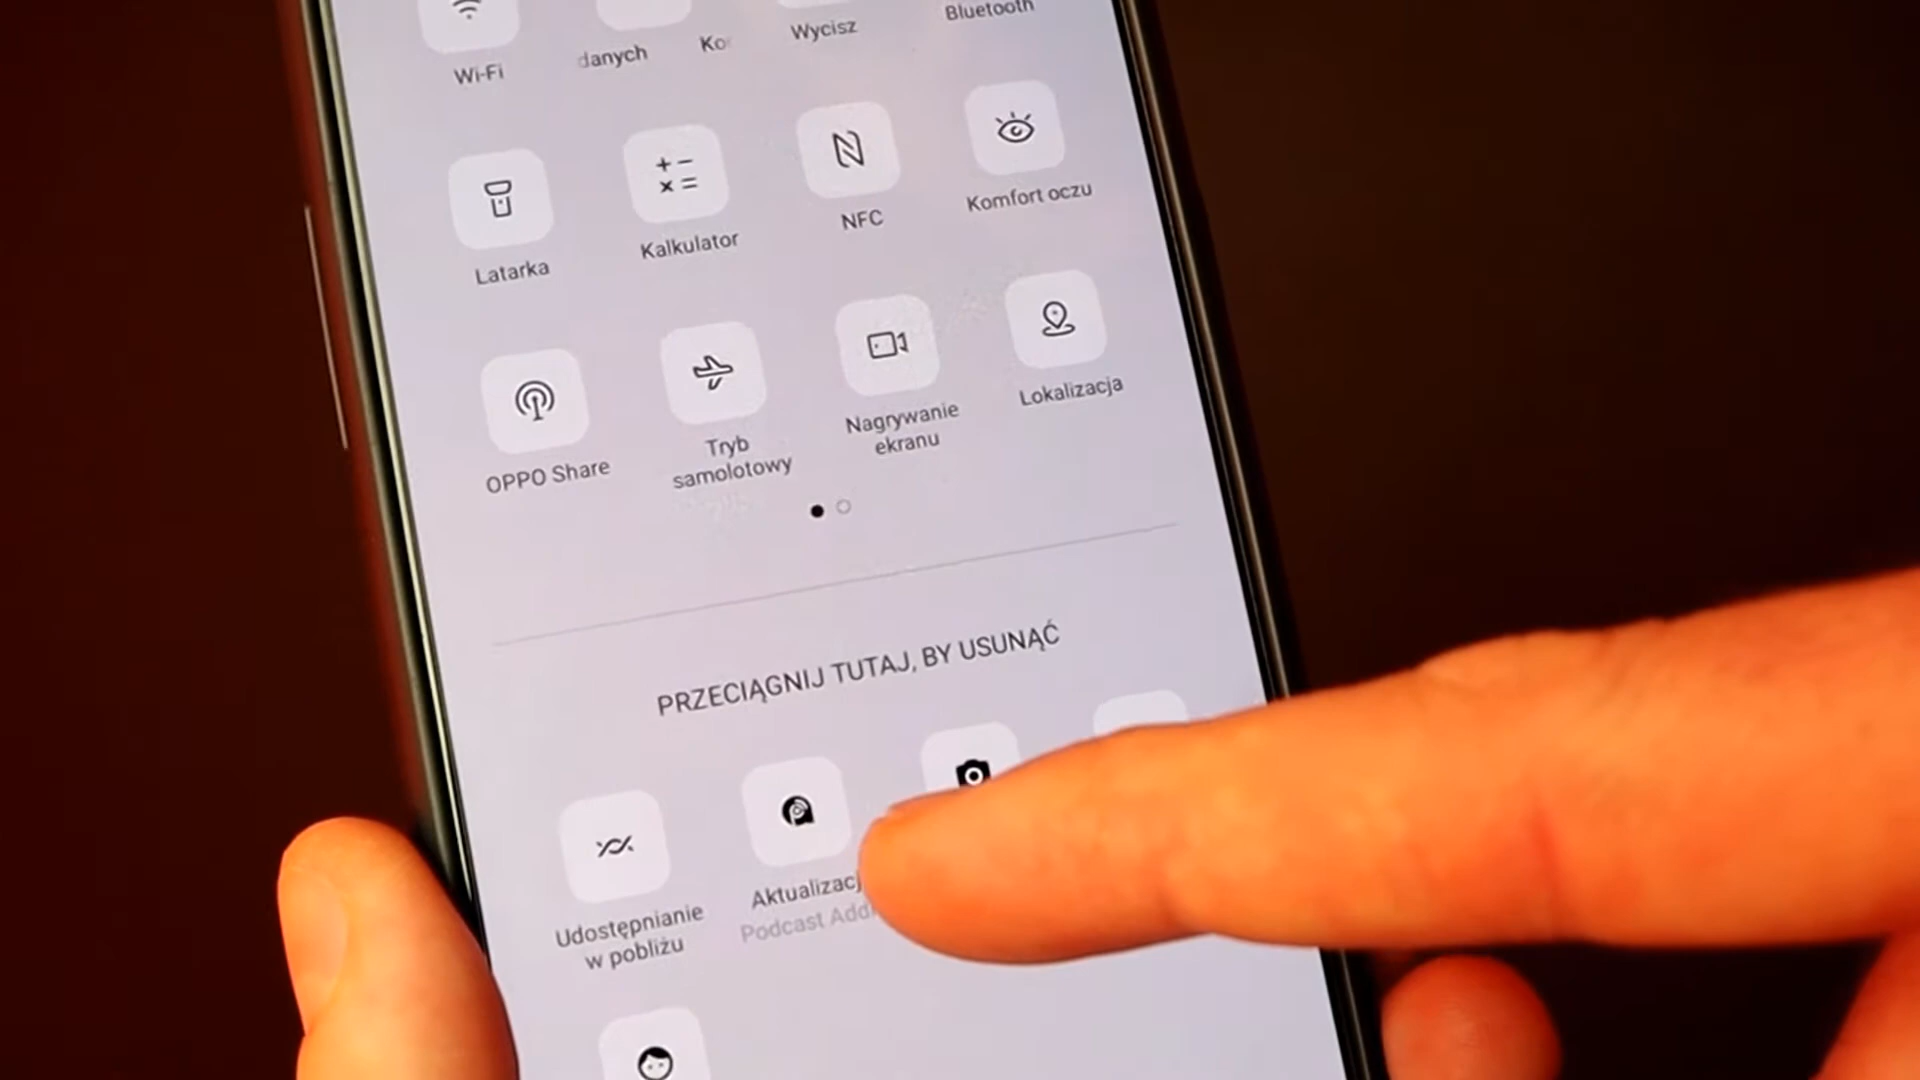 Wi-Fi
danych
Wycisz
Bluetooth
Latarka
Kalkulator
NFC
Komfort oczu
OPPO Share
Tryb
samolotowy
Nagrywanie
ekranu
Lokalizacja
PRZECIĄGNIJ TUTAJ, BY USUNĄĆ
Udostępnianie
w pobliżu
Aktualizacj
Podcast Add